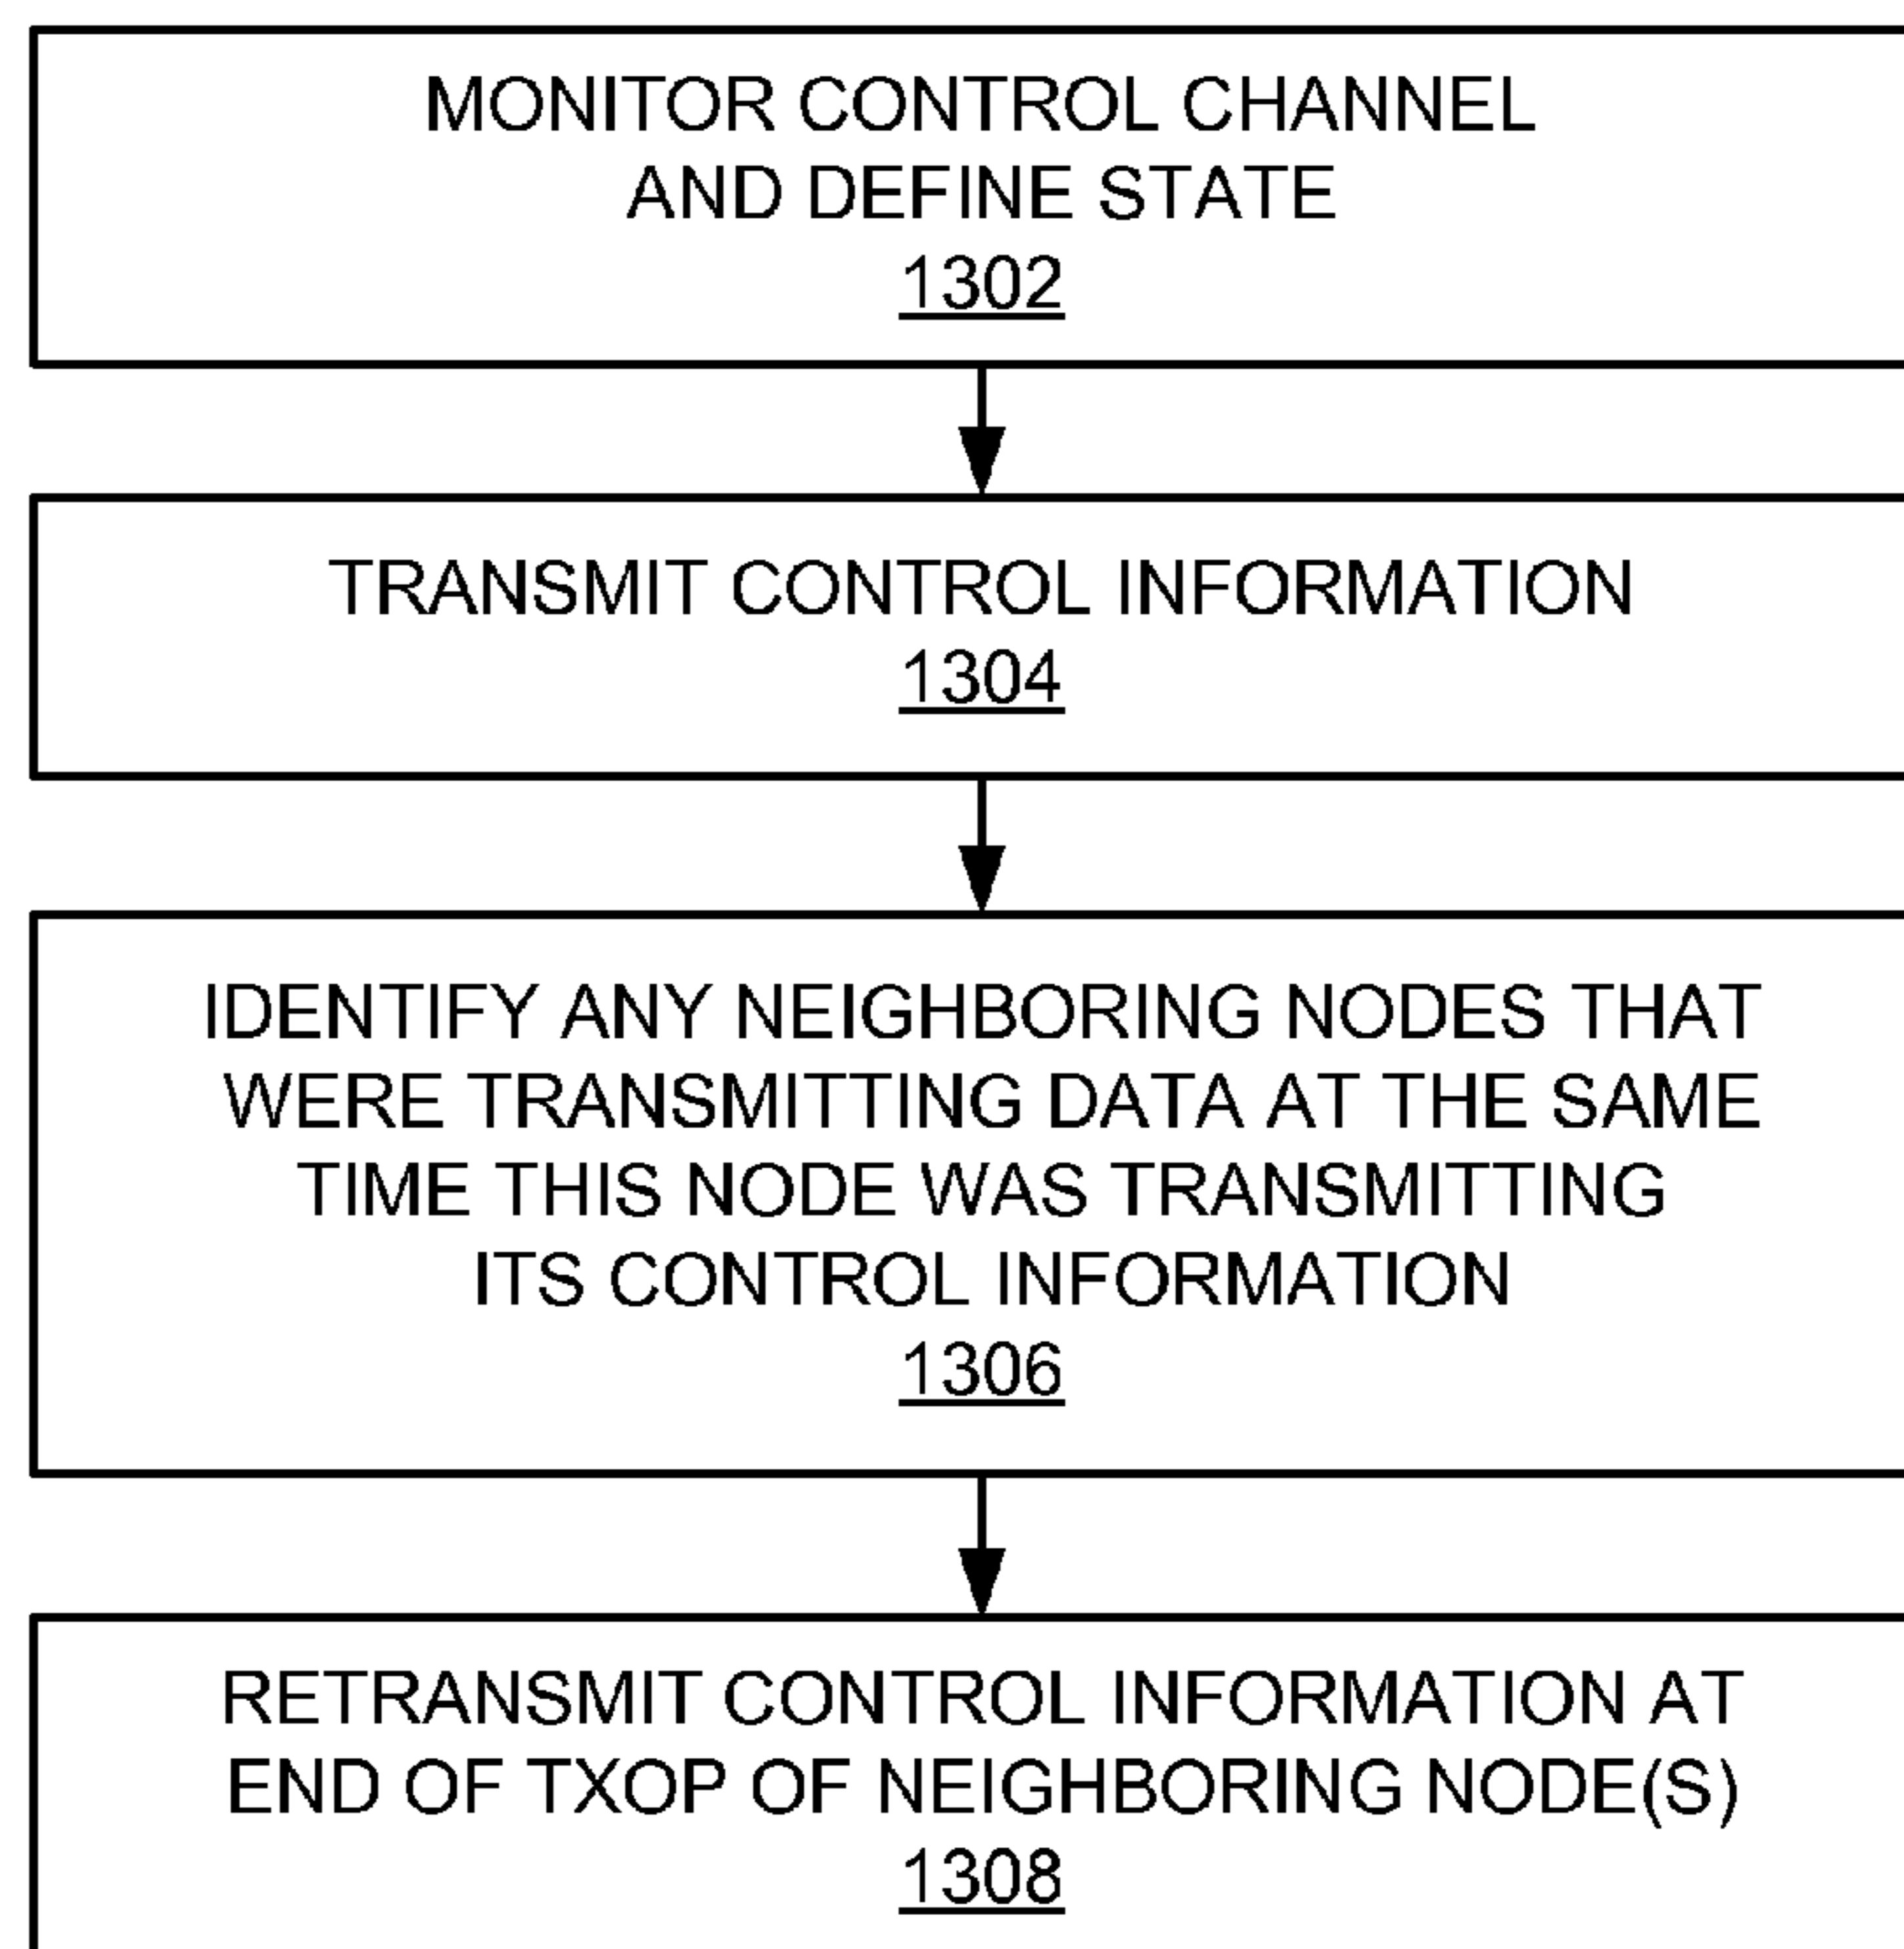 MONITOR CONTROL CHANNEL
AND DEFINE STATE
1302
TRANSMIT CONTROL INFORMATION
1304
IDENTIFY ANY NEIGHBORING NODES THAT
WERE TRANSMITTING DATA AT THE SAME
TIME THIS NODE WAS TRANSMITTING
ITS CONTROL INFORMATION
1306
RETRANSMIT CONTROL INFORMATION AT
END OF TXOP OF NEIGHBORING NODE(S)
1308